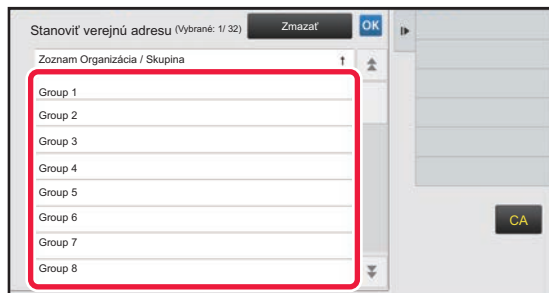 Stanoviť verejnú adresu (Vybrané: 1/ 32) Zmazať OK
Zoznam Organizácia / Skupina ↑
Group 1
Group 2
Group 3
Group 4
Group 5
Group 6
CA
Group 7
Group 8